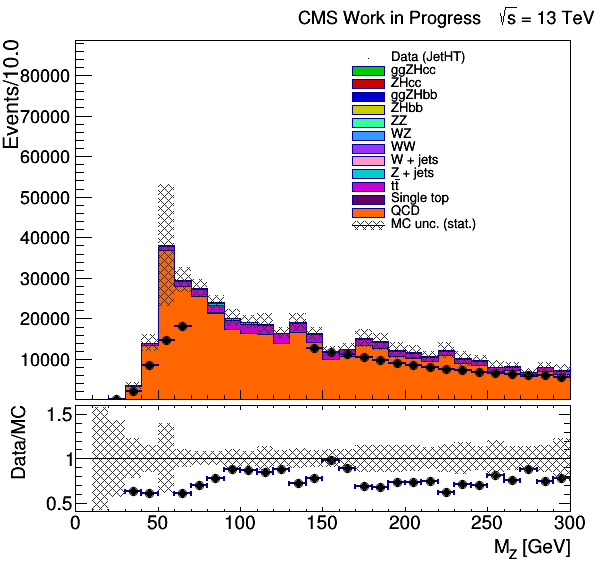 CMS Work in Progress √s = 13 TeV
Events/10.0
80000
70000
60000
50000
40000
30000
20000
10000
Data (JetHT)
ggZHcc
ZHcc
ggZHbb
ZHbb
ZZ
WZ
WW
W + jets
Z + jets
tt̄
Single top
QCD
MC unc. (stat.)
Data/MC
1.5
1
0.5
0 50 100 150 200 250 300
M_Z [GeV]